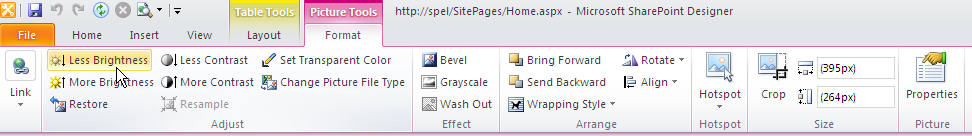 Table Tools Picture Tools http://spel/SitePages/Home.aspx - Microsoft SharePoint Designer
File Home Insert View Layout Format
Less Brightness Less Contrast Set Transparent Color Bevel Bring Forward Rotate (395px)
More Brightness More Contrast Change Picture File Type Grayscale Send Backward Align (264px)
Link Restore Resample Wash Out Wrapping Style Hotspot Crop Properties
Adjust Effect Arrange Hotspot Size Picture